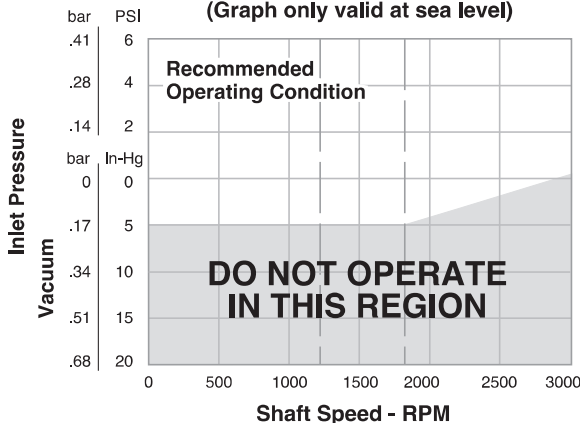 (Graph only valid at sea level)
bar PSI
.41 6
.28 4
.14 2
bar In-Hg
0 0
.17 5
.34 10
.51 15
.68 20
Inlet Pressure
Vacuum
Recommended
Operating Condition
DO NOT OPERATE
IN THIS REGION
0 500 1000 1500 2000 2500 3000
Shaft Speed - RPM